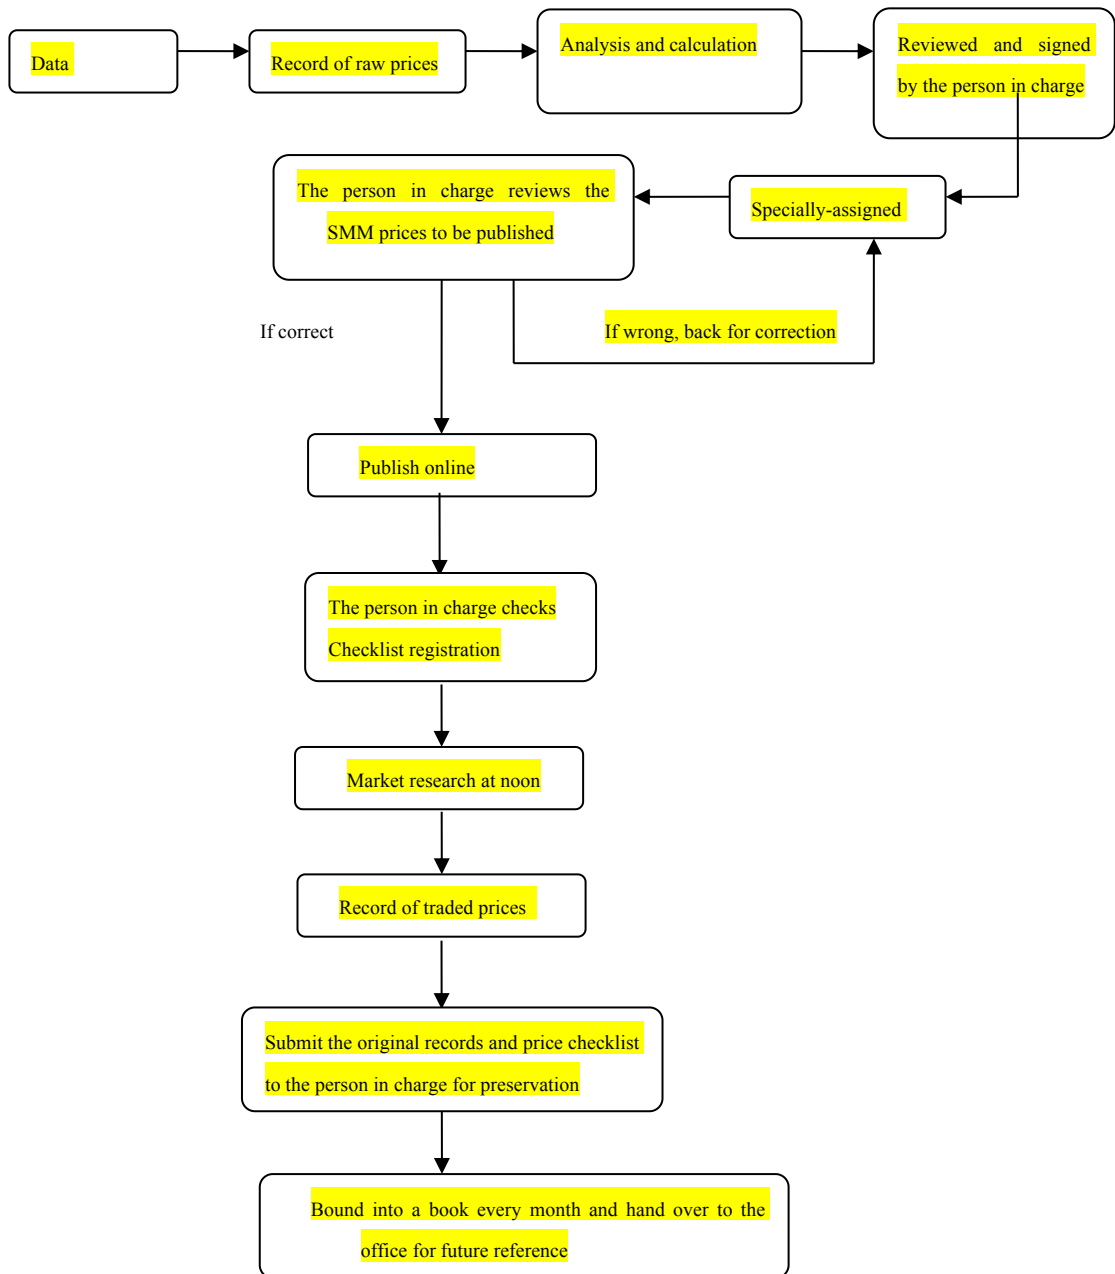 Data
Record of raw prices
Analysis and calculation
Reviewed and signed
by the person in charge
The person in charge reviews the
SMM prices to be published
Specially-assigned
If correct
If wrong, back for correction
Publish online
The person in charge checks
Checklist registration
Market research at noon
Record of traded prices
Submit the original records and price checklist
to the person in charge for preservation
Bound into a book every month and hand over to the
office for future reference